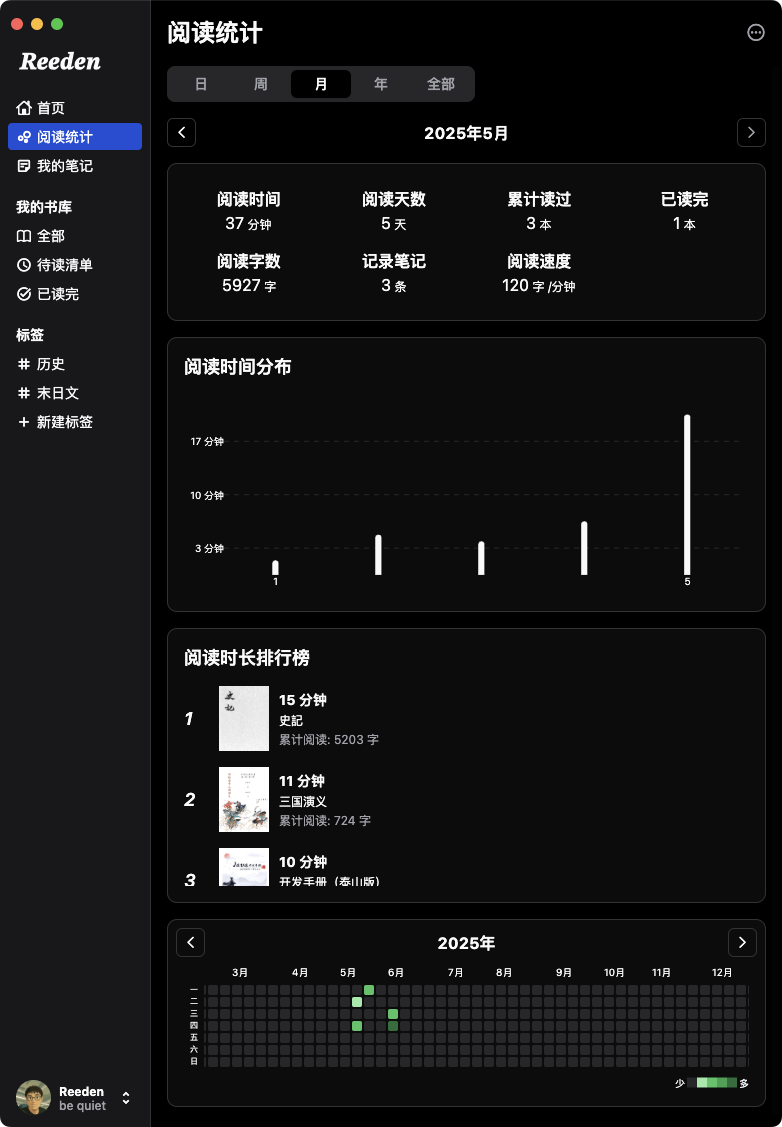 Reeden
首页
阅读统计
我的笔记
我的书库
全部
待读清单
已读完
标签
# 历史
# 末日文
+ 新建标签
Reeden
be quiet
阅读统计
日 周 月 年 全部
2025年5月
阅读时间 阅读天数 累计读过 已读完
37 分钟 5 天 3 本 1 本
阅读字数 记录笔记 阅读速度
5927 字 3 条 120 字 /分钟
阅读时间分布
17 分钟
10 分钟
3 分钟
1 5
阅读时长排行榜
1
史記
15 分钟
史記
累计阅读: 5203 字
2
11 分钟
三国演义
累计阅读: 724 字
3
10 分钟
开发手册（泰山版）
2025年
3月 4月 5月 6月 7月 8月 9月 10月 11月 12月
一
二
三
四
五
六
日
少 多